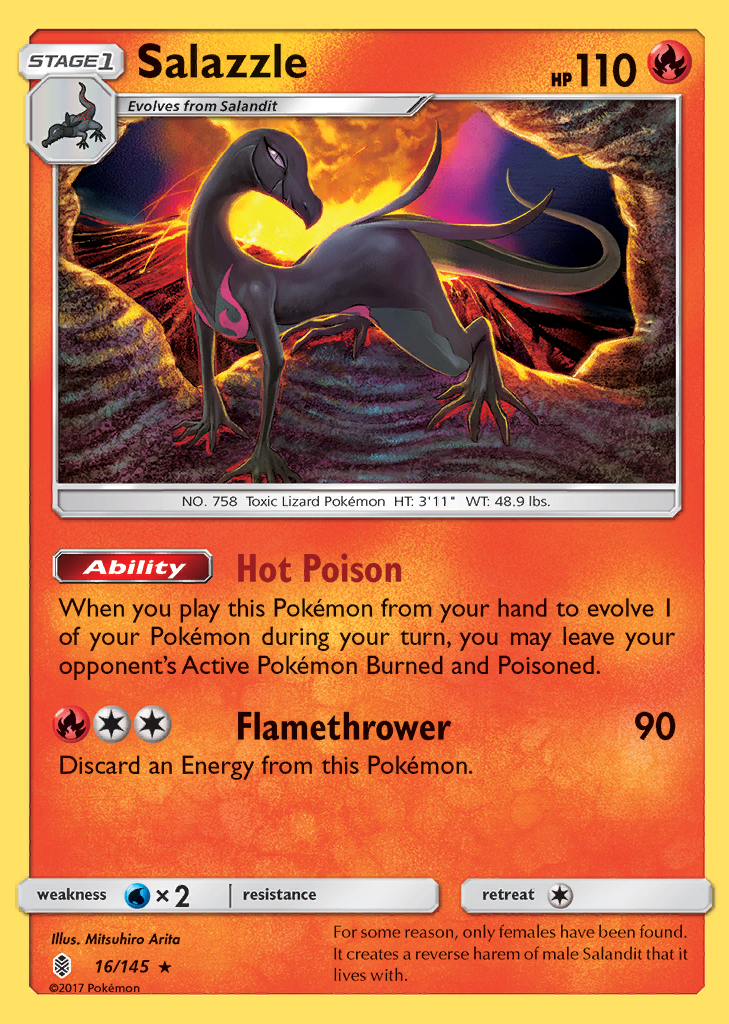 STAGE1
Salazzle
HP 110
Evolves from Salandit
NO. 758 Toxic Lizard Pokémon HT: 3'11" WT: 48.9 lbs.
Ability Hot Poison
When you play this Pokémon from your hand to evolve 1
of your Pokémon during your turn, you may leave your
opponent's Active Pokémon Burned and Poisoned.
Flamethrower 90
Discard an Energy from this Pokémon.
weakness ×2 resistance retreat
Illus. Mitsuhiro Arita
16/145 ★
©2017 Pokémon
For some reason, only females have been found.
It creates a reverse harem of male Salandit that it
lives with.